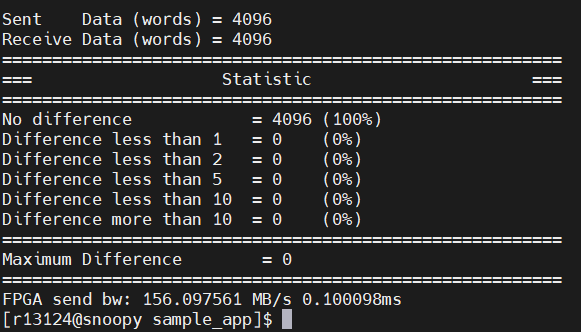 Sent    Data (words) = 4096
Receive Data (words) = 4096
========================================================
===                   Statistic                      ===
========================================================
No difference            = 4096 (100%)
Difference less than 1   = 0    (0%)
Difference less than 2   = 0    (0%)
Difference less than 5   = 0    (0%)
Difference less than 10  = 0    (0%)
Difference more than 10  = 0    (0%)
========================================================
Maximum Difference        = 0
========================================================
FPGA send bw: 156.097561 MB/s 0.100098ms
[r13124@snoopy sample_app]$